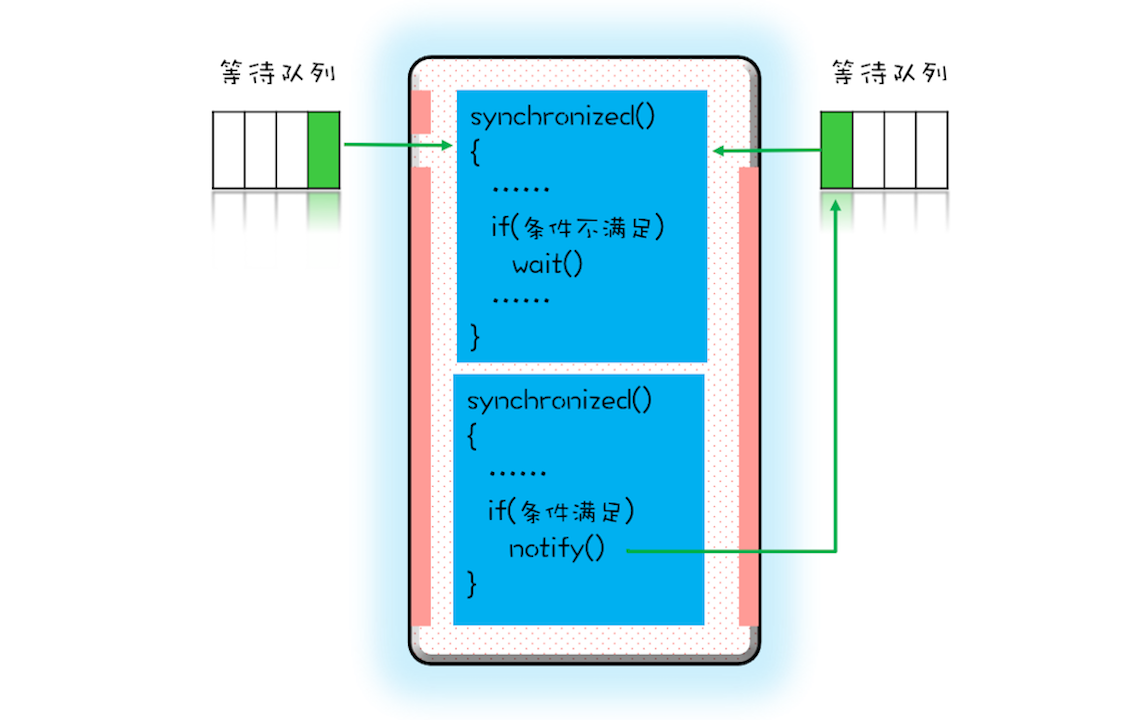 等待队列
等待队列
synchronized()
{
......
if(条件不满足)
wait()
......
}
synchronized()
{
......
if(条件满足)
notify()
}